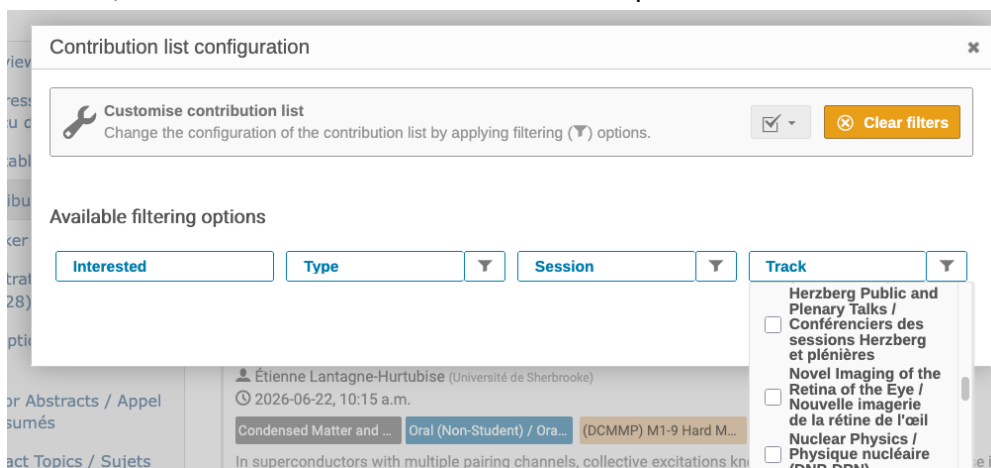 Contribution list configuration
Customise contribution list
Change the configuration of the contribution list by applying filtering () options.
Clear filters
Available filtering options
Interested
Type
Session
Track
Herzberg Public and
Plenary Talks /
Conférenciers des
sessions Herzberg
et plénières
Novel Imaging of the
Retina of the Eye /
Nouvelle imagerie
de la rétine de l'œil
Nuclear Physics /
Physique nucléaire
(DNP-DPN)
Étienne Lantagne-Hurtubise (Université de Sherbrooke)
2026-06-22, 10:15 a.m.
Condensed Matter and ...
Oral (Non-Student) / Ora...
(DCMMP) M1-9 Hard M...
or Abstracts / Appel
sumés
act Topics / Sujets
In superconductors with multiple pairing channels, collective excitations
28)